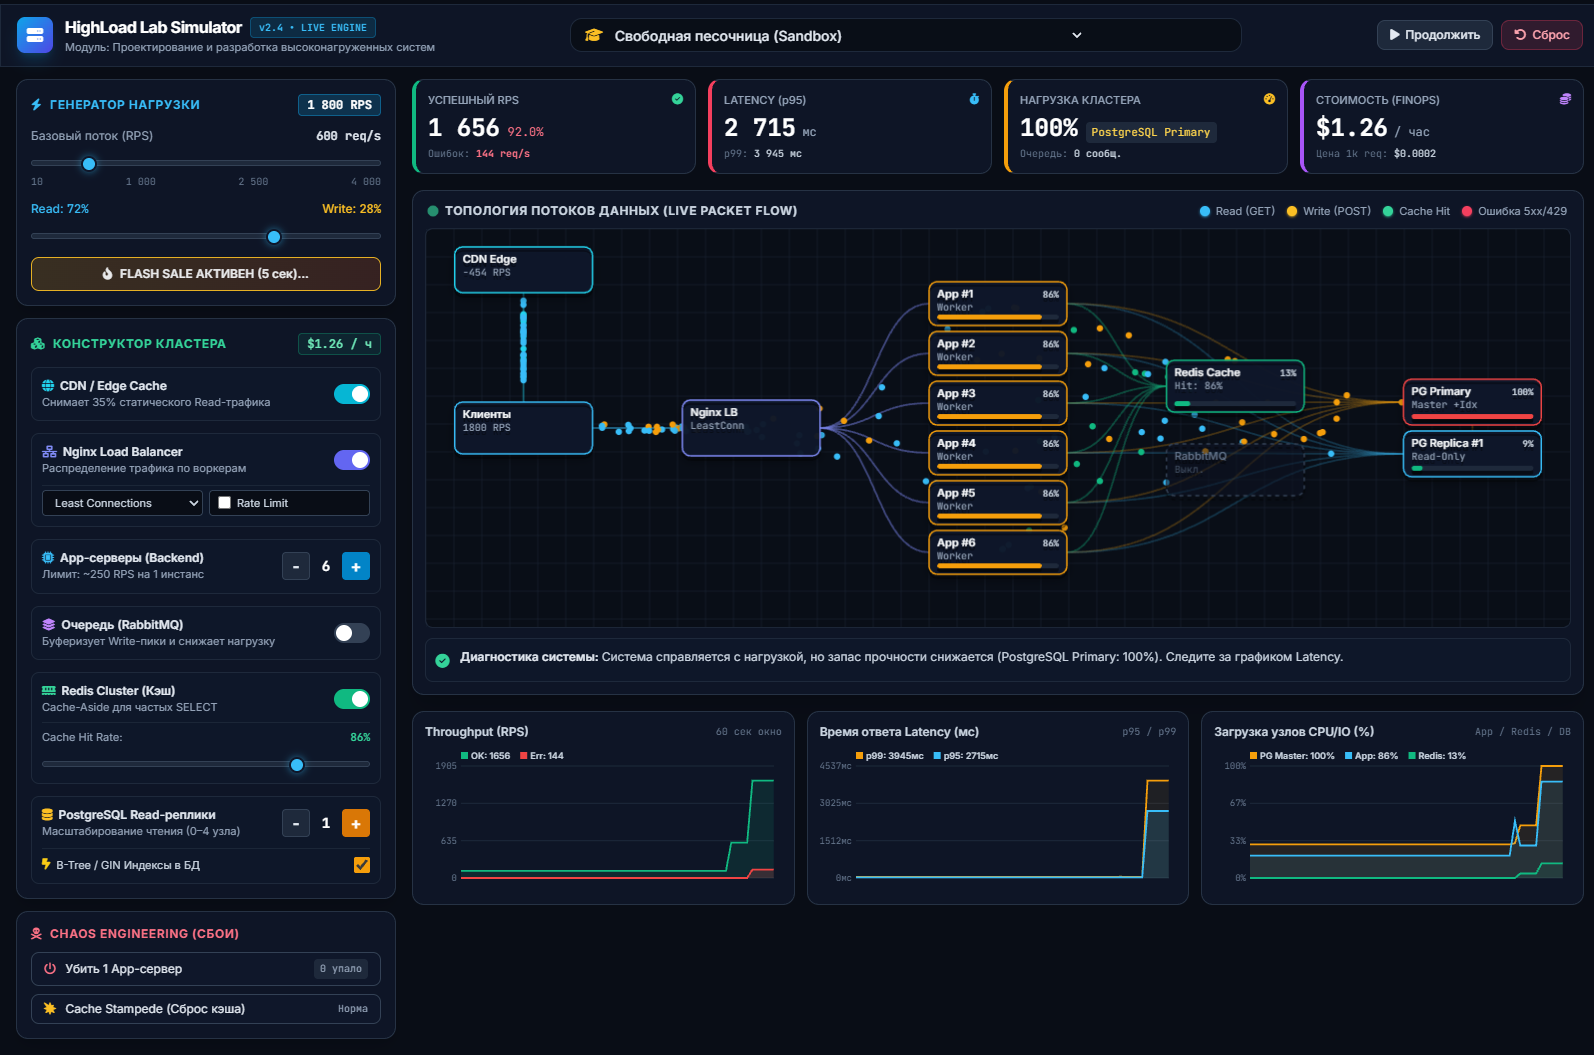 HighLoad Lab Simulator v2.4 • LIVE ENGINE
Модуль: Проектирование и разработка высоконагруженных систем
Свободная песочница (Sandbox)
Продолжить
Сброс
ГЕНЕРАТОР НАГРУЗКИ 1 800 RPS
Базовый поток (RPS) 600 req/s
10 1 000 2 500 4 000
Read: 72% Write: 28%
FLASH SALE АКТИВЕН (5 сек)...
КОНСТРУКТОР КЛАСТЕРА $1.26 / ч
CDN / Edge Cache
Снимает 35% статического Read-трафика
Nginx Load Balancer
Распределение трафика по воркерам
Least Connections Rate Limit
App-серверы (Backend)
Лимит: ~250 RPS на 1 инстанс
- 6 +
Очередь (RabbitMQ)
Буферизует Write-пики и снижает нагрузку
Redis Cluster (Кэш)
Cache-Aside для частых SELECT
Cache Hit Rate: 86%
PostgreSQL Read-реплики
Масштабирование чтения (0–4 узла)
- 1 +
B-Tree / GIN Индексы в БД
CHAOS ENGINEERING (СБОИ)
Убить 1 App-сервер 0 упало
Cache Stampede (Сброс кэша) Норма
УСПЕШНЫЙ RPS
1 656 92.0%
Ошибок: 144 req/s
LATENCY (p95)
2 715 мс
p99: 3 945 мс
НАГРУЗКА КЛАСТЕРА
100% PostgreSQL Primary
Очередь: 0 сообщ.
СТОИМОСТЬ (FINOPS)
$1.26 / час
Цена 1k req: $0.0002
ТОПОЛОГИЯ ПОТОКОВ ДАННЫХ (LIVE PACKET FLOW)
Read (GET) Write (POST) Cache Hit Ошибка 5xx/429
CDN Edge
-454 RPS
Клиенты
1800 RPS
Nginx LB
LeastConn
App #1 86%
Worker
App #2 86%
Worker
App #3 86%
Worker
App #4 86%
Worker
App #5 86%
Worker
App #6 86%
Worker
Redis Cache 13%
Hit: 86%
RabbitMQ
Выкл.
PG Primary 100%
Master +Idx
PG Replica #1 9%
Read-Only
Диагностика системы: Система справляется с нагрузкой, но запас прочности снижается (PostgreSQL Primary: 100%). Следите за графиком Latency.
Throughput (RPS) 60 сек окно
OK: 1656 Err: 144
1905
1270
635
0
Время ответа Latency (мс) p95 / p99
p99: 3945мс p95: 2715мс
4537мс
3025мс
1512мс
0мс
Загрузка узлов CPU/IO (%) App / Redis / DB
PG Master: 100% App: 86% Redis: 13%
100%
67%
33%
0%